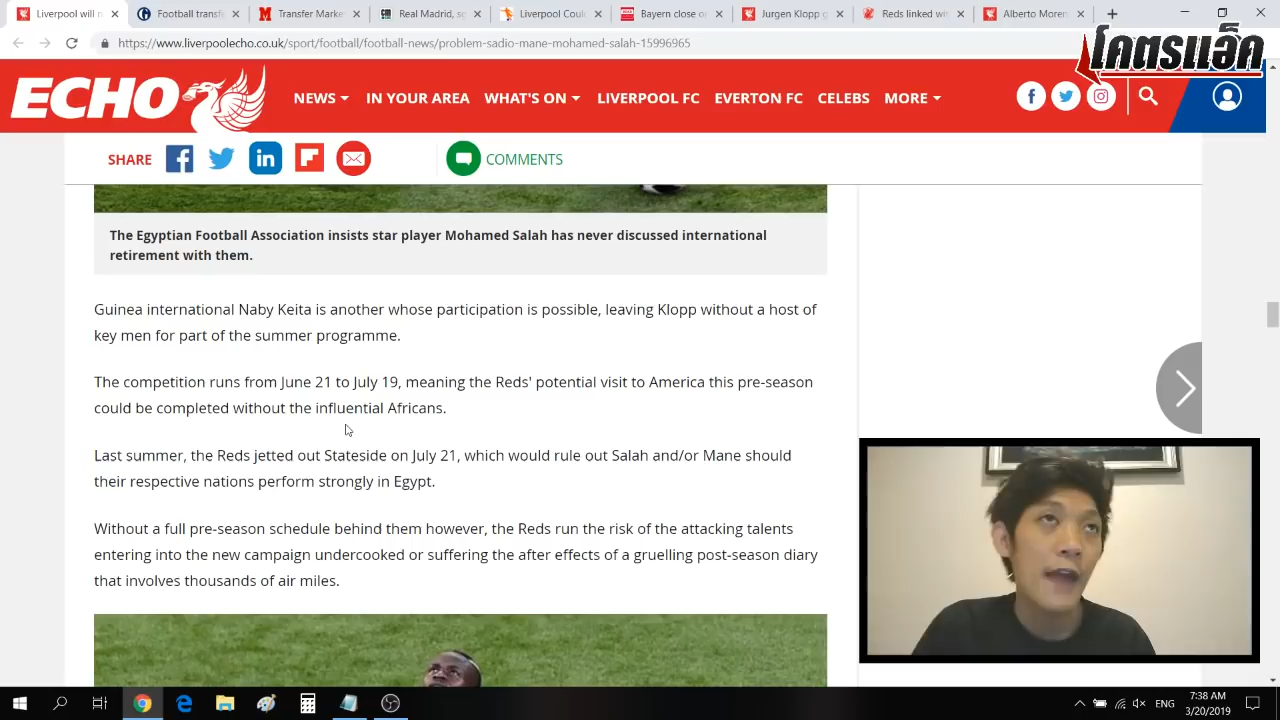 Liverpool will n
Football transf
Transfer Marke
Real Madrid, s
Liverpool Coul
Bayern close o
Jurgen Klopp g
Reds linked wi
Alberto Moren
https://www.liverpoolecho.co.uk/sport/football/football-news/problem-sadio-mane-mohamed-salah-15996965
โคตรแอ็ค
ECHO
NEWS
IN YOUR AREA
WHAT'S ON
LIVERPOOL FC
EVERTON FC
CELEBS
MORE
SHARE
COMMENTS
The Egyptian Football Association insists star player Mohamed Salah has never discussed international
retirement with them.
Guinea international Naby Keita is another whose participation is possible, leaving Klopp without a host of
key men for part of the summer programme.
The competition runs from June 21 to July 19, meaning the Reds' potential visit to America this pre-season
could be completed without the influential Africans.
Last summer, the Reds jetted out Stateside on July 21, which would rule out Salah and/or Mane should
their respective nations perform strongly in Egypt.
Without a full pre-season schedule behind them however, the Reds run the risk of the attacking talents
entering into the new campaign undercooked or suffering the after effects of a gruelling post-season diary
that involves thousands of air miles.
ENG
7:38 AM
3/20/2019